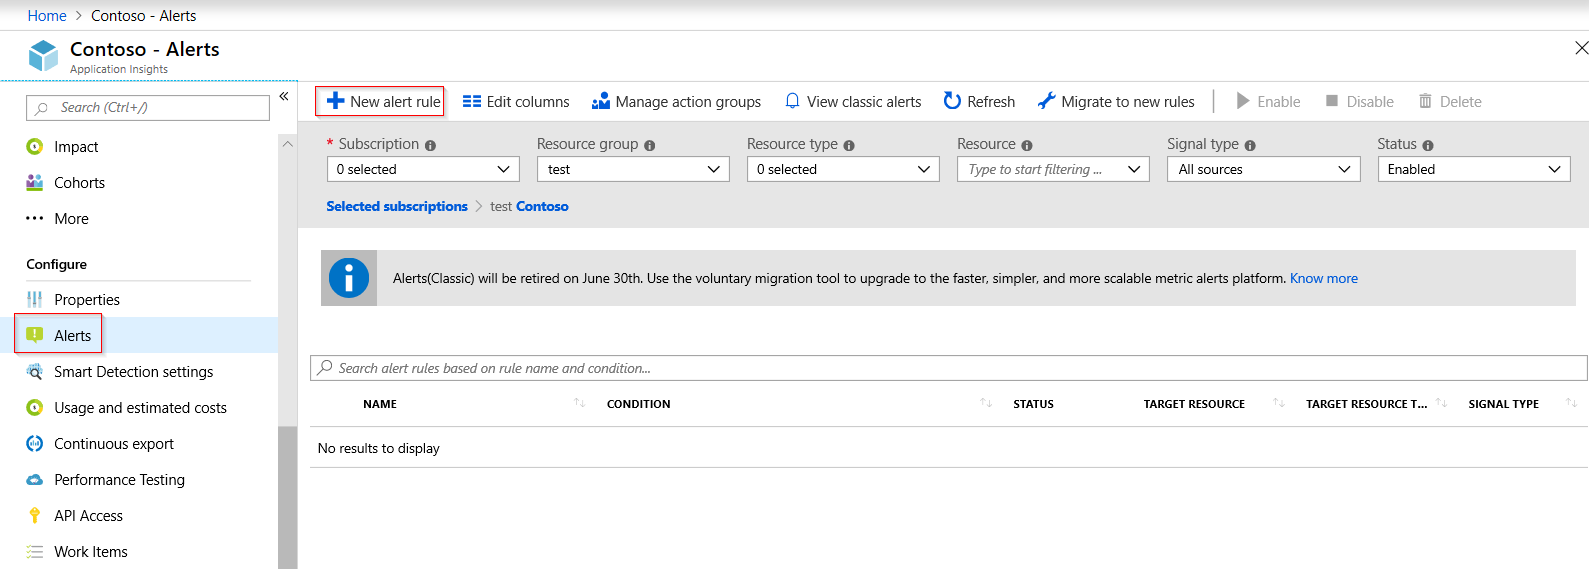 Home > Contoso - Alerts
Contoso - Alerts
Application Insights
Search (Ctrl+/)
«
Impact
Cohorts
More
Configure
Properties
Alerts
Smart Detection settings
Usage and estimated costs
Continuous export
Performance Testing
API Access
Work Items
New alert rule Edit columns Manage action groups View classic alerts Refresh Migrate to new rules Enable Disable Delete
* Subscription Resource group Resource type Resource Signal type Status
0 selected test 0 selected Type to start filtering ... All sources Enabled
Selected subscriptions > test Contoso
Alerts(Classic) will be retired on June 30th. Use the voluntary migration tool to upgrade to the faster, simpler, and more scalable metric alerts platform. Know more
Search alert rules based on rule name and condition...
NAME CONDITION STATUS TARGET RESOURCE TARGET RESOURCE T... SIGNAL TYPE
No results to display